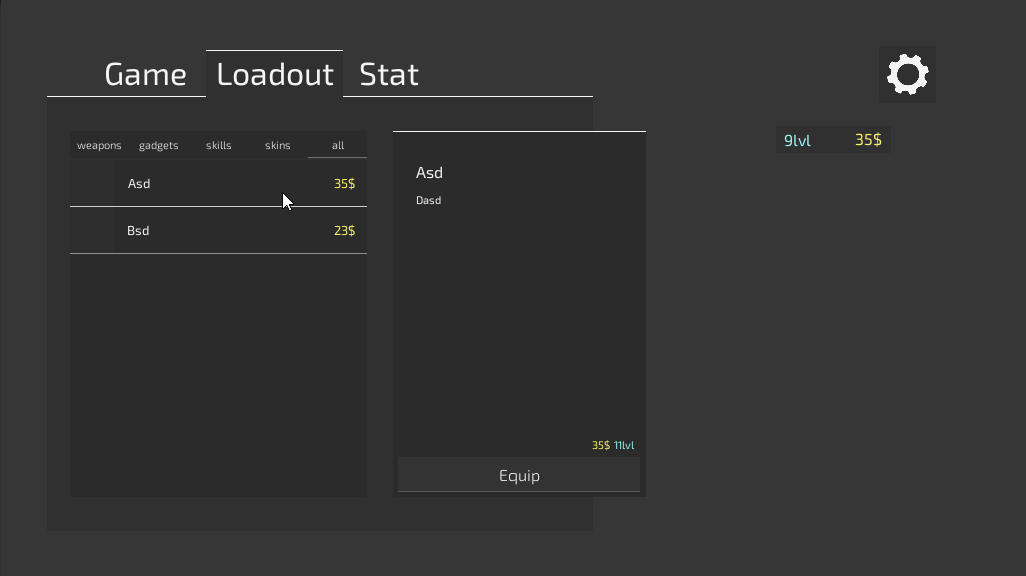 Game Loadout Stat
9lvl 35$
weapons gadgets skills skins all
Asd 35$
Bsd 23$
Asd
Dasd
35$ 11lvl
Equip